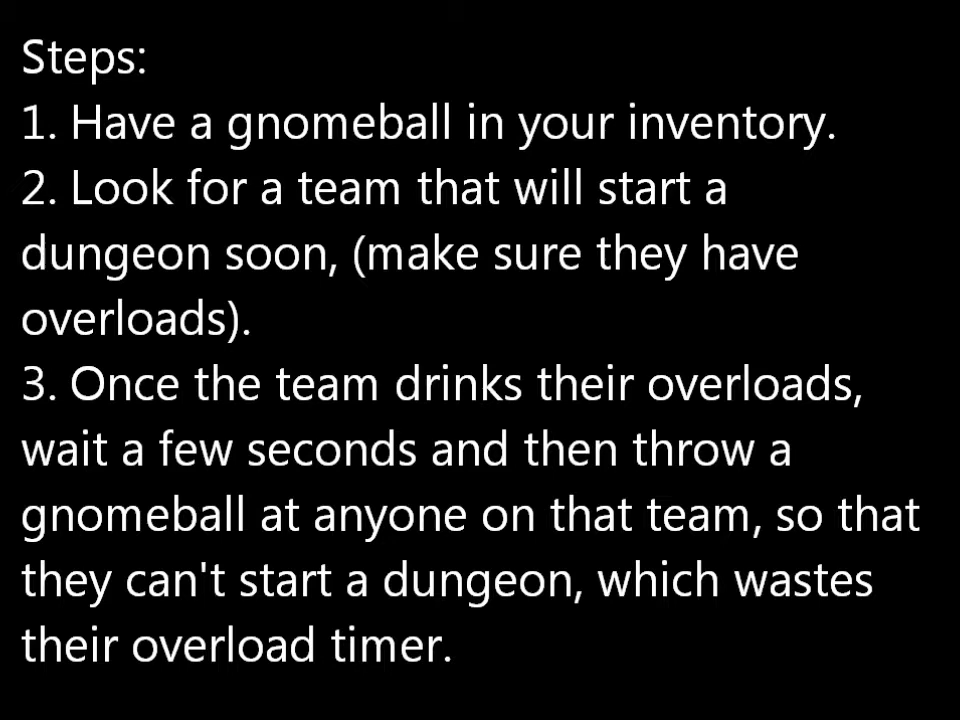 Steps:
1. Have a gnomeball in your inventory.
2. Look for a team that will start a
dungeon soon, (make sure they have
overloads).
3. Once the team drinks their overloads,
wait a few seconds and then throw a
gnomeball at anyone on that team, so that
they can't start a dungeon, which wastes
their overload timer.